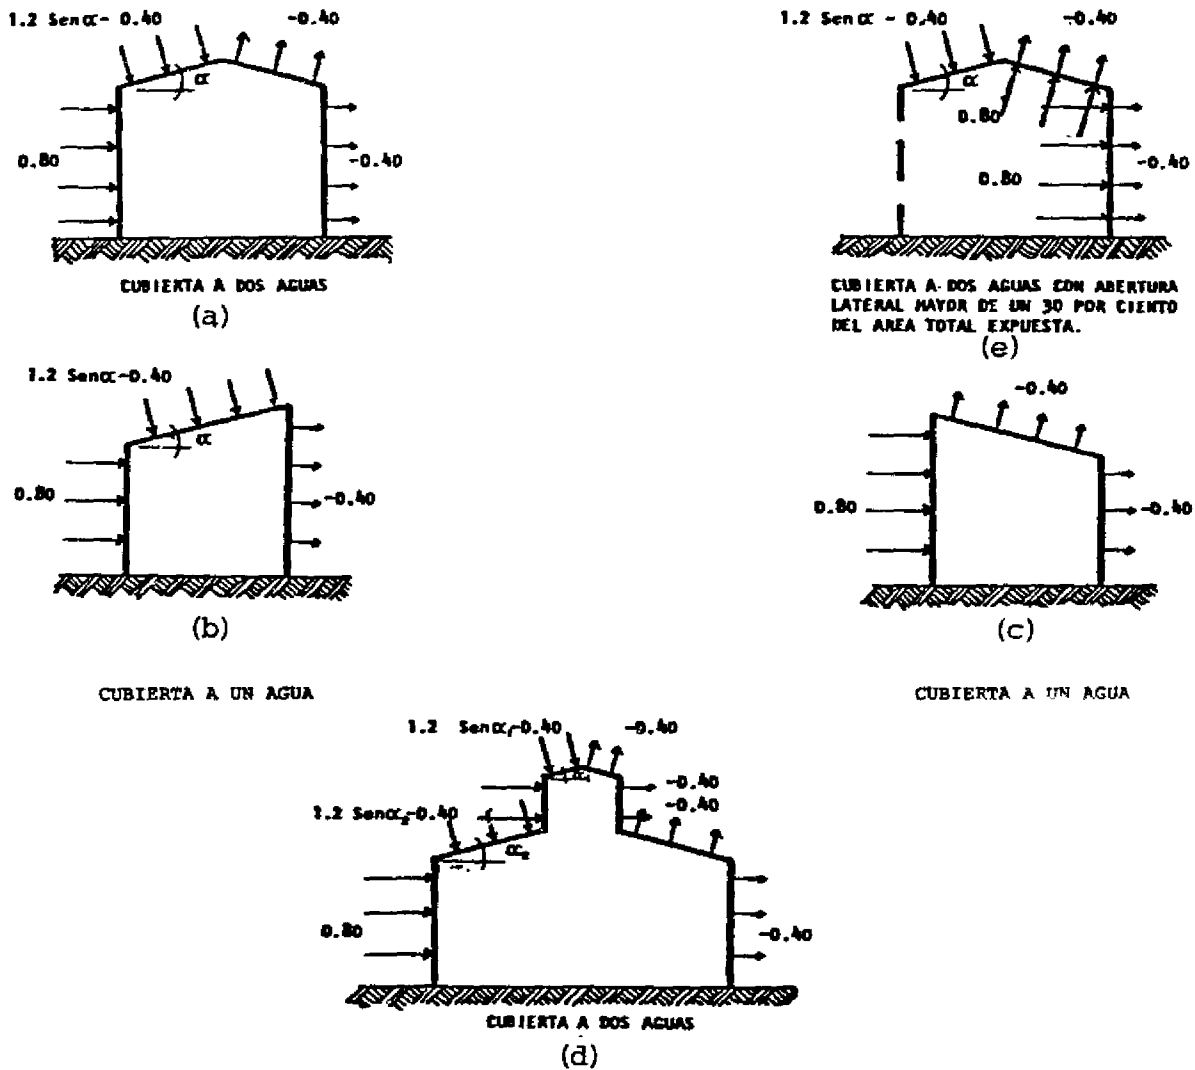 1.2 Senα- 0.40
-0.40
α
0.80
-0.40
CUBIERTA A DOS AGUAS
(a)
1.2 Senα - 0.40
-0.40
α
0.80
0.80
-0.40
CUBIERTA A DOS AGUAS CON ABERTURA
LATERAL MAYOR DE UN 30 POR CIENTO
DEL AREA TOTAL EXPUESTA.
(e)
1.2 Senα-0.40
α
0.80
-0.40
(b)
CUBIERTA A UN AGUA
-0.40
0.80
-0.40
(c)
CUBIERTA A UN AGUA
1.2 Senα₁-0.40
-0.40
-0.40
-0.40
1.2 Senα₂-0.40
α₂
0.80
-0.40
CUBIERTA A DOS AGUAS
(d)